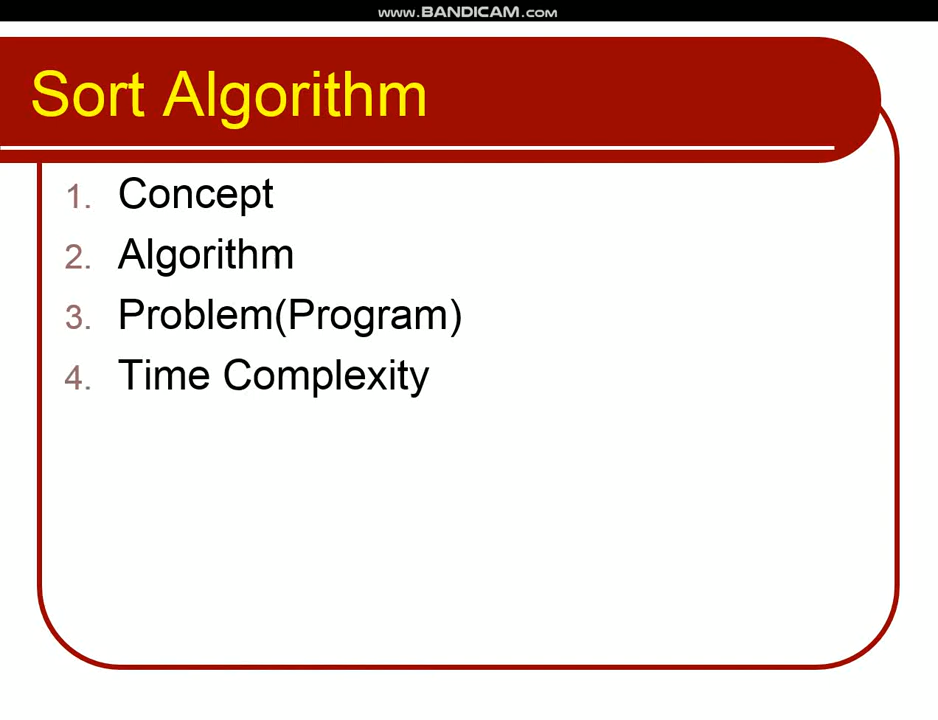 www.BANDICAM.com
Sort Algorithm
1. Concept
2. Algorithm
3. Problem(Program)
4. Time Complexity